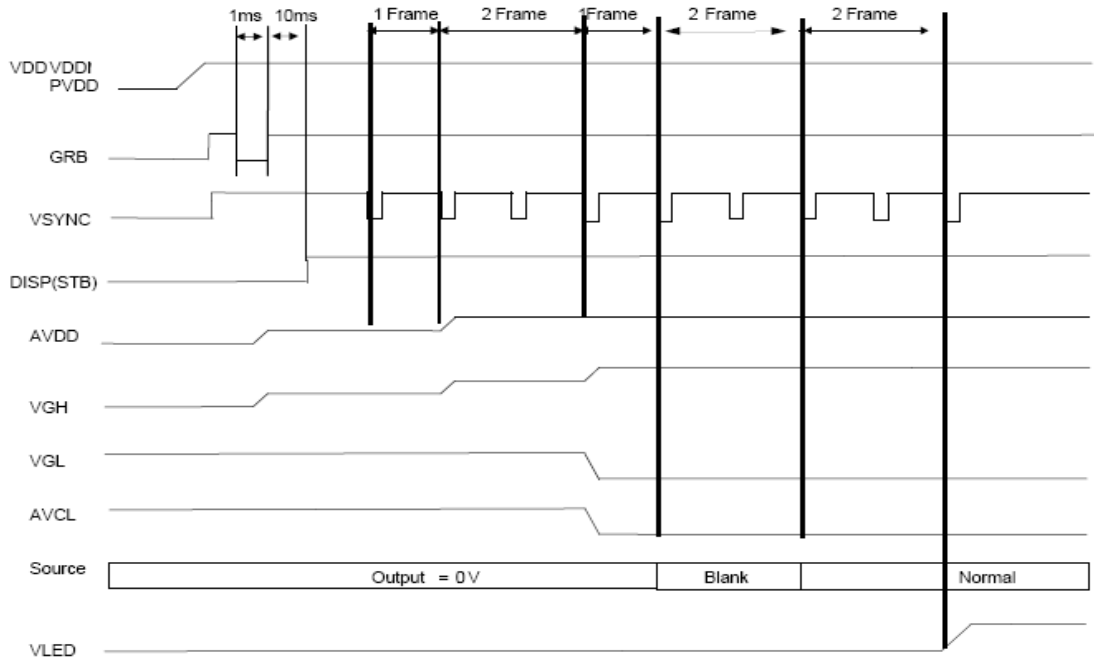 1ms 10ms 1 Frame 2 Frame 1Frame 2 Frame 2 Frame
VDD VDDI
PVDD
GRB
VSYNC
DISP(STB)
AVDD
VGH
VGL
AVCL
Source Output = 0V Blank Normal
VLED